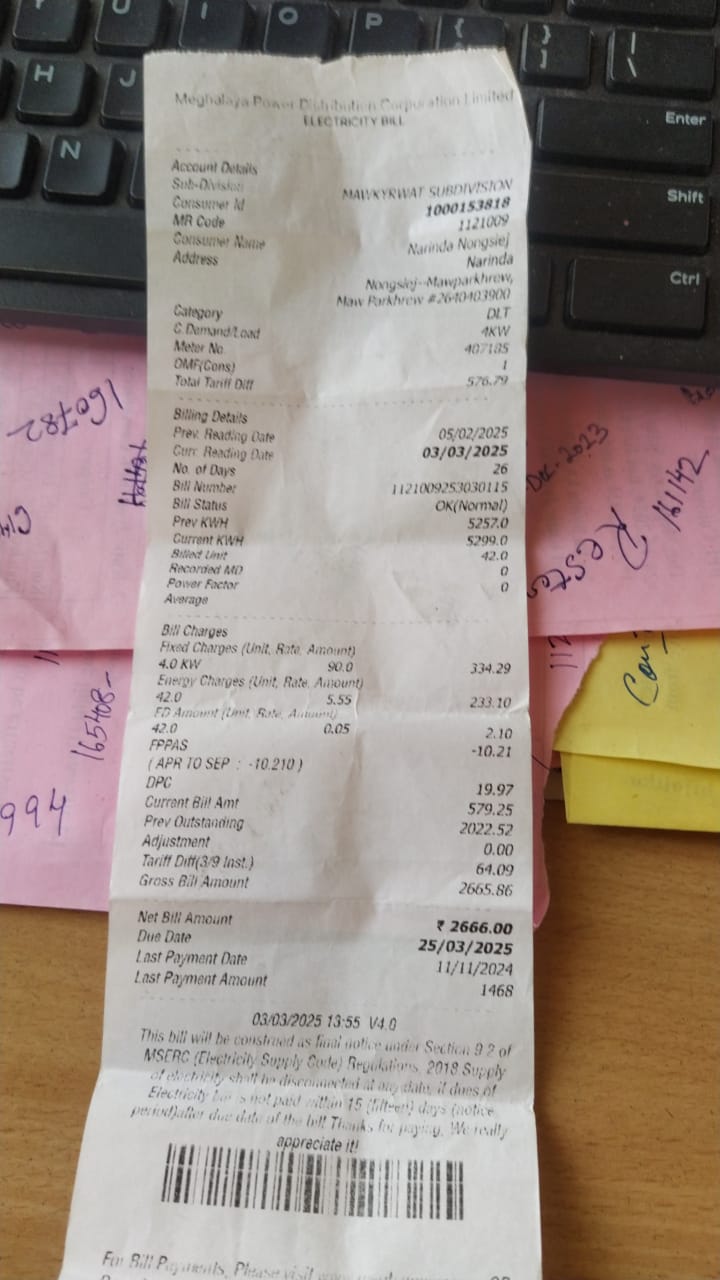 Y U I O P { [ } ] | \
H J Enter
N Shift
Ctrl
Meghalaya Power Distribution Corporation Limited
ELECTRICITY BILL
Account Details
Sub-Division MAWKYRWAT SUBDIVISION
Consumer Id 1000153818
MR Code 1121009
Consumer Name Narinda Nongsiej
Address Narinda
Nongsiej--Mawparkhrew,
Maw Parkhrew #2640403900
Category DLT
C.Demand/Load 4KW
Meter No. 407185
OMF(Cons) 1
Total Tariff Diff 576.79
Billing Details
Prev. Reading Date 05/02/2025
Curr. Reading Date 03/03/2025
No. of Days 26
Bill Number 1121009253030115
Bill Status OK(Normal)
Prev KWH 5257.0
Current KWH 5299.0
Billed Unit 42.0
Recorded MD 0
Power Factor 0
Average
Bill Charges
Fixed Charges (Unit, Rate, Amount)
4.0 KW 90.0 334.29
Energy Charges (Unit, Rate, Amount)
42.0 5.55 233.10
ED Amount (Unit, Rate, Amount)
42.0 0.05 2.10
FPPAS -10.21
( APR TO SEP : -10.210 )
DPC 19.97
Current Bill Amt 579.25
Prev Outstanding 2022.52
Adjustment 0.00
Tariff Diff(3/9 Inst.) 64.09
Gross Bill Amount 2665.86
Net Bill Amount ₹ 2666.00
Due Date 25/03/2025
Last Payment Date 11/11/2024
Last Payment Amount 1468
03/03/2025 13:55 V4.0
This bill will be construed as final notice under Section 9.2 of
MSERC (Electricity Supply Code) Regulations, 2018 Supply
of electricity shall be disconnected at any date, if dues of
Electricity is not paid within 15 (fifteen) days (notice
period)after due date of the bill Thanks for paying. We really
appreciate it!
For Bill Payments, Please visit
OR
160782
165408-
994
Dec. 2023
161142
112